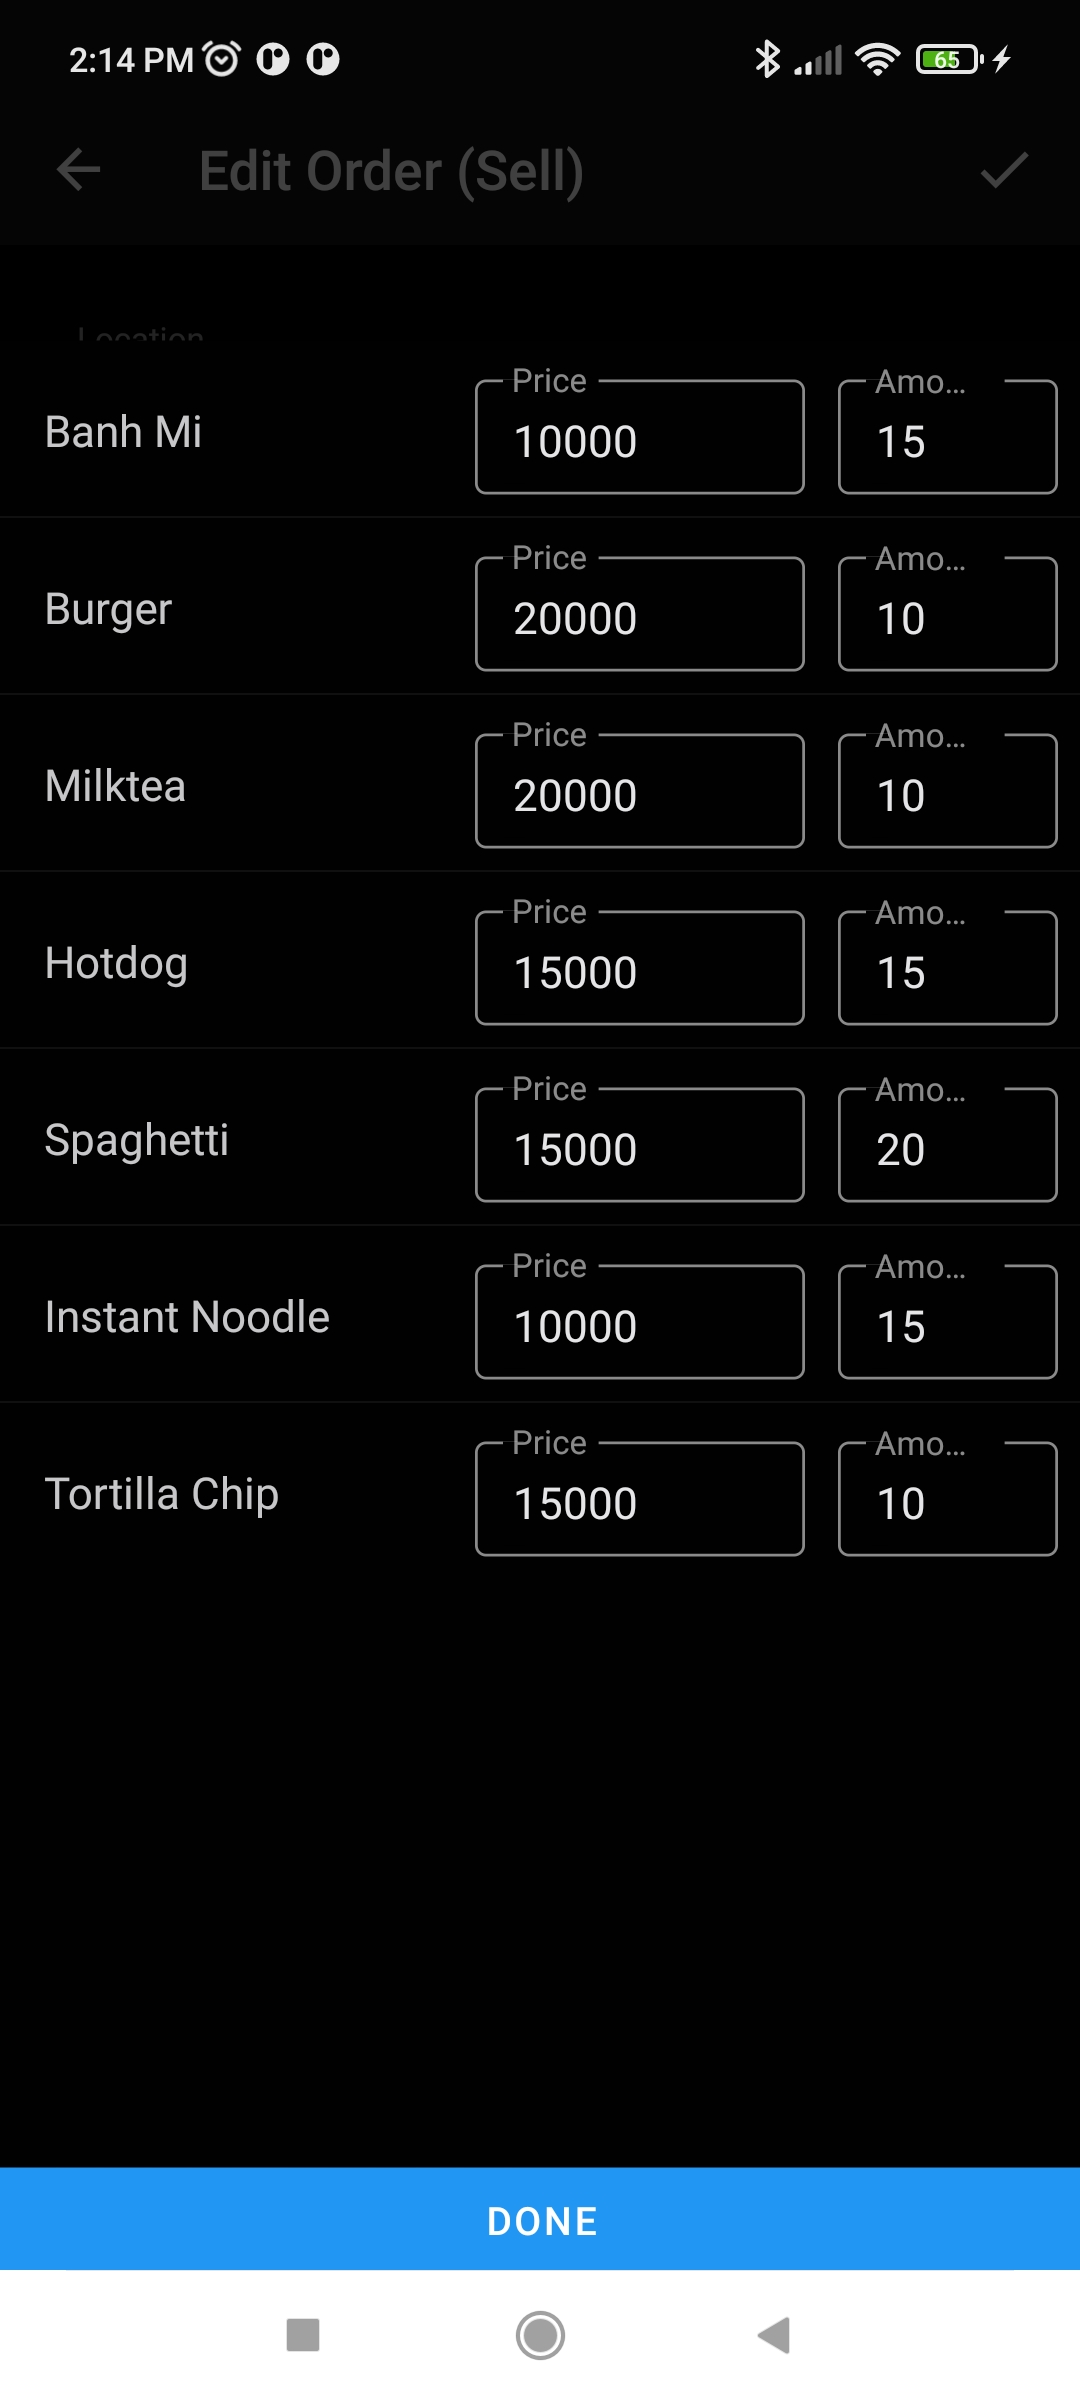 2:14 PM
65
Edit Order (Sell)
Location
Banh Mi
Price
10000
Amo...
15
Burger
Price
20000
Amo...
10
Milktea
Price
20000
Amo...
10
Hotdog
Price
15000
Amo...
15
Spaghetti
Price
15000
Amo...
20
Instant Noodle
Price
10000
Amo...
15
Tortilla Chip
Price
15000
Amo...
10
DONE